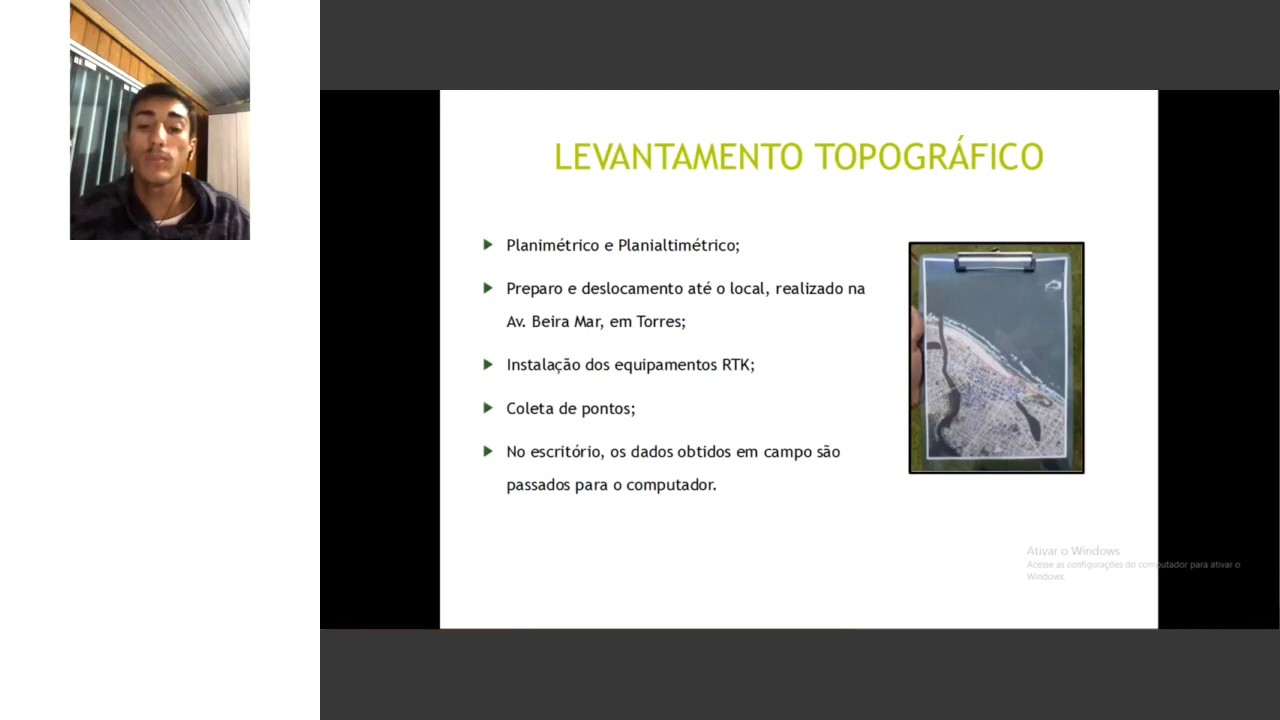 LEVANTAMENTO TOPOGRÁFICO
Planimétrico e Planialtimétrico;
Preparo e deslocamento até o local, realizado na
Av. Beira Mar, em Torres;
Instalação dos equipamentos RTK;
Coleta de pontos;
No escritório, os dados obtidos em campo são
passados para o computador.
Ativar o Windows
Acesse as configurações do computador para ativar o
Windows.